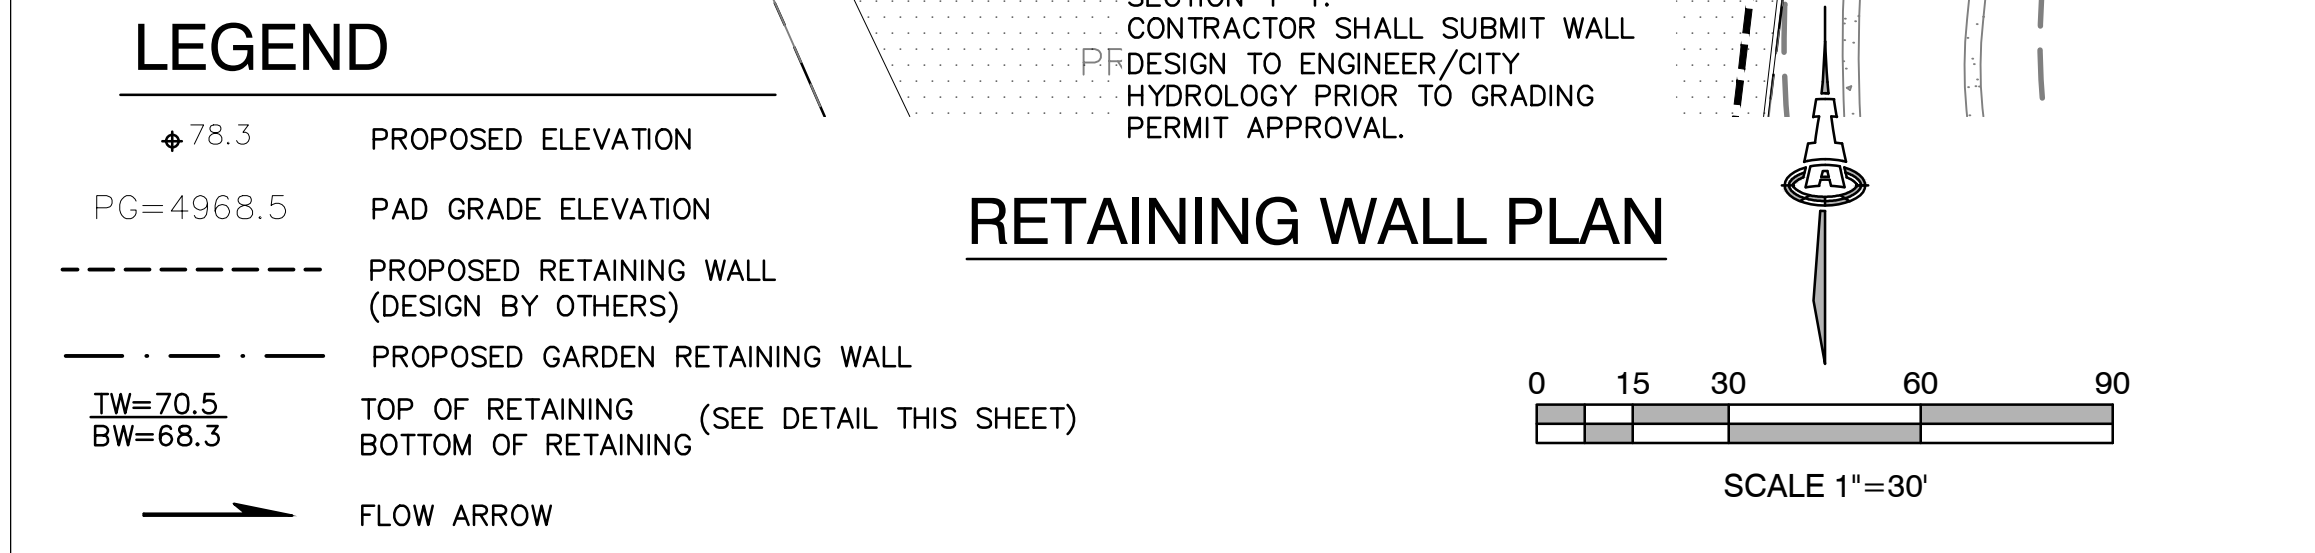 LEGEND
78.3 PROPOSED ELEVATION
PG=4968.5 PAD GRADE ELEVATION
PROPOSED RETAINING WALL
(DESIGN BY OTHERS)
PROPOSED GARDEN RETAINING WALL
TW=70.5 TOP OF RETAINING
BW=68.3 BOTTOM OF RETAINING
(SEE DETAIL THIS SHEET)
FLOW ARROW
CONTRACTOR SHALL SUBMIT WALL
DESIGN TO ENGINEER/CITY
HYDROLOGY PRIOR TO GRADING
PERMIT APPROVAL.
RETAINING WALL PLAN
0 15 30 60 90
SCALE 1"=30'